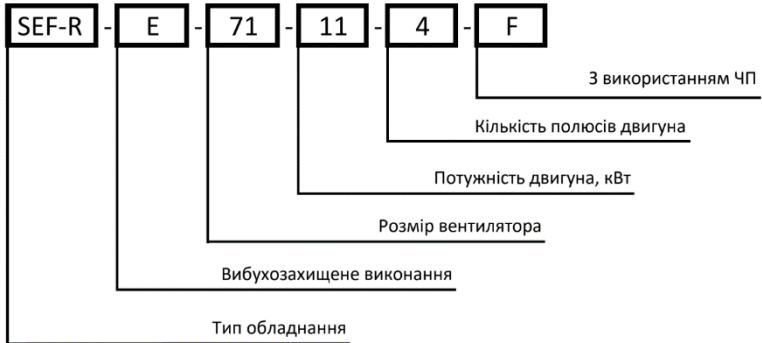 SEF-R - E - 71 - 11 - 4 - F
З використанням ЧП
Кількість полюсів двигуна
Потужність двигуна, кВт
Розмір вентилятора
Вибухозахищене виконання
Тип обладнання